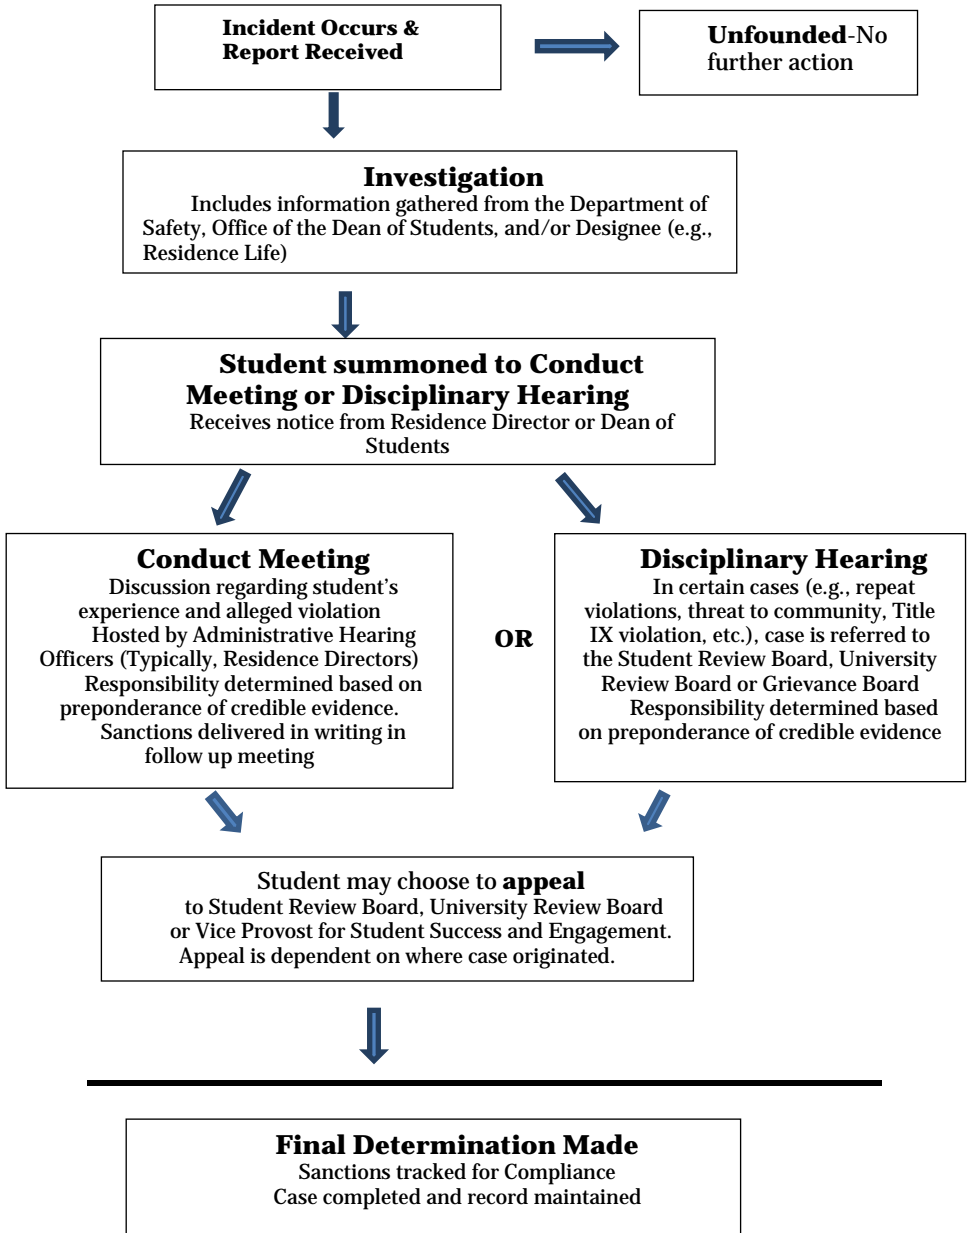 Incident Occurs &
Report Received
Unfounded-No
further action
Investigation
Includes information gathered from the Department of
Safety, Office of the Dean of Students, and/or Designee (e.g.,
Residence Life)
Student summoned to Conduct
Meeting or Disciplinary Hearing
Receives notice from Residence Director or Dean of
Students
Conduct Meeting
Discussion regarding student's
experience and alleged violation
Hosted by Administrative Hearing
Officers (Typically, Residence Directors)
Responsibility determined based on
preponderance of credible evidence.
Sanctions delivered in writing in
follow up meeting
OR
Disciplinary Hearing
In certain cases (e.g., repeat
violations, threat to community, Title
IX violation, etc.), case is referred to
the Student Review Board, University
Review Board or Grievance Board
Responsibility determined based
on preponderance of credible evidence
Student may choose to appeal
to Student Review Board, University Review Board
or Vice Provost for Student Success and Engagement.
Appeal is dependent on where case originated.
Final Determination Made
Sanctions tracked for Compliance
Case completed and record maintained